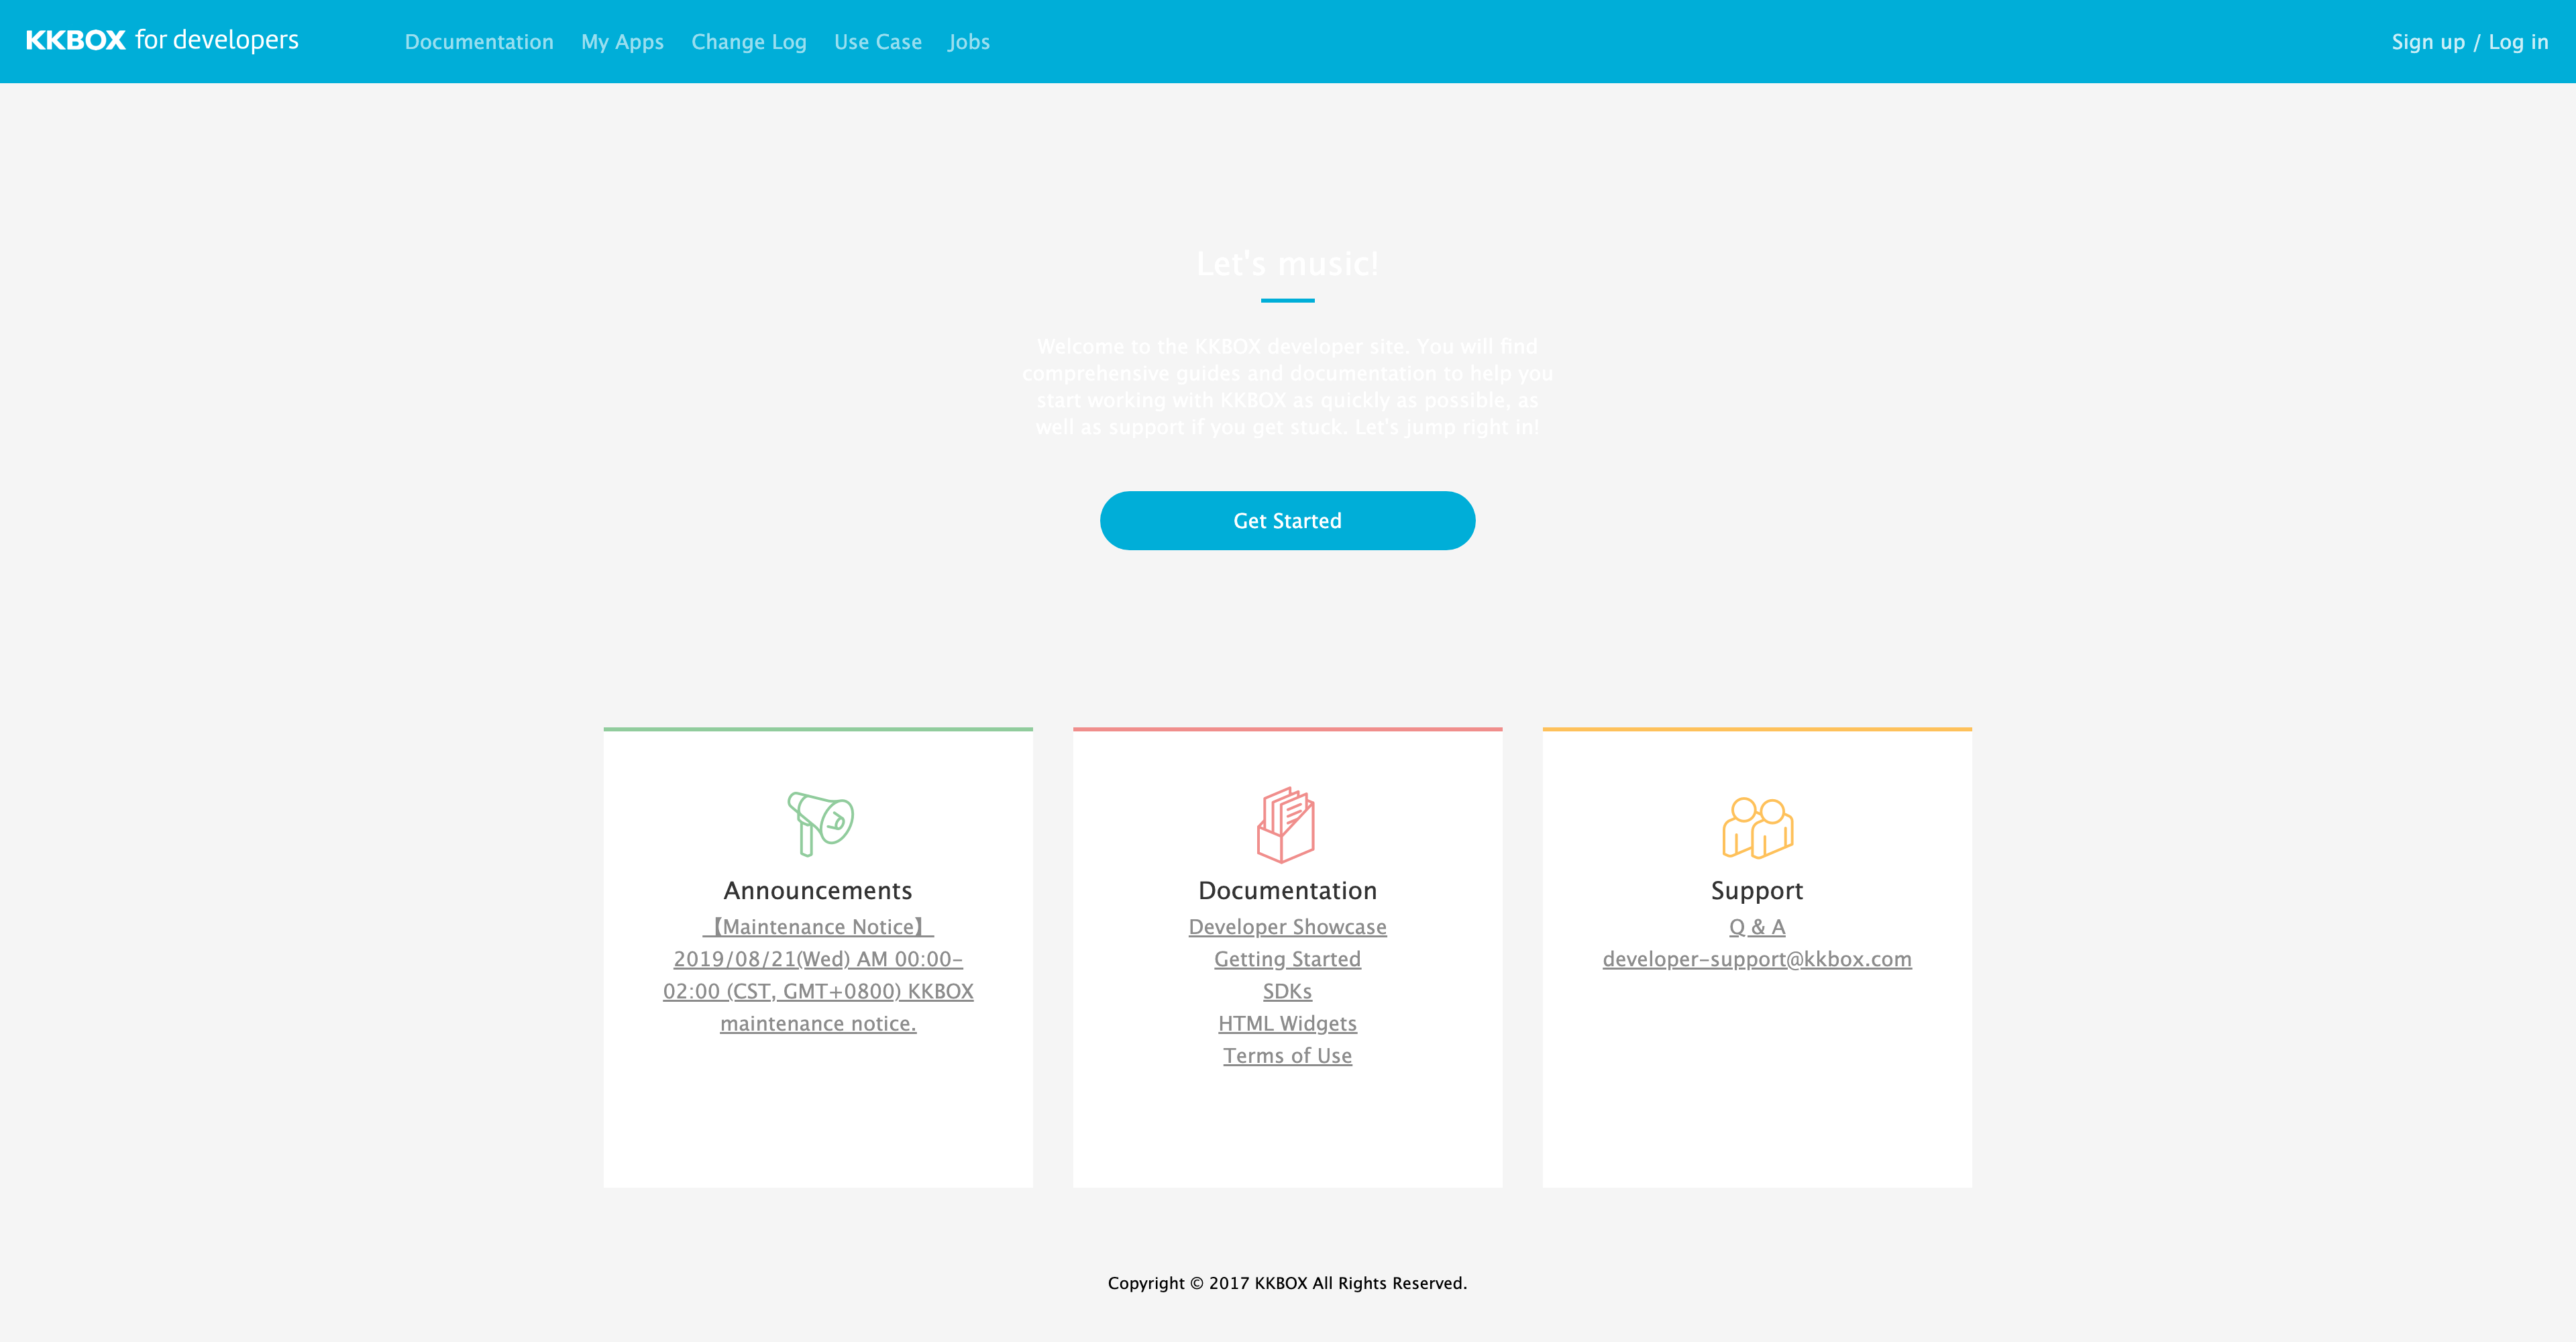 KKBOX for developers
Documentation My Apps Change Log Use Case Jobs
Sign up / Log in
Let's music!
Welcome to the KKBOX developer site. You will find
comprehensive guides and documentation to help you
start working with KKBOX as quickly as possible, as
well as support if you get stuck. Let's jump right in!
Get Started
Announcements
【Maintenance Notice】
2019/08/21(Wed) AM 00:00-
02:00 (CST, GMT+0800) KKBOX
maintenance notice.
Documentation
Developer Showcase
Getting Started
SDKs
HTML Widgets
Terms of Use
Support
Q & A
developer-support@kkbox.com
Copyright © 2017 KKBOX All Rights Reserved.